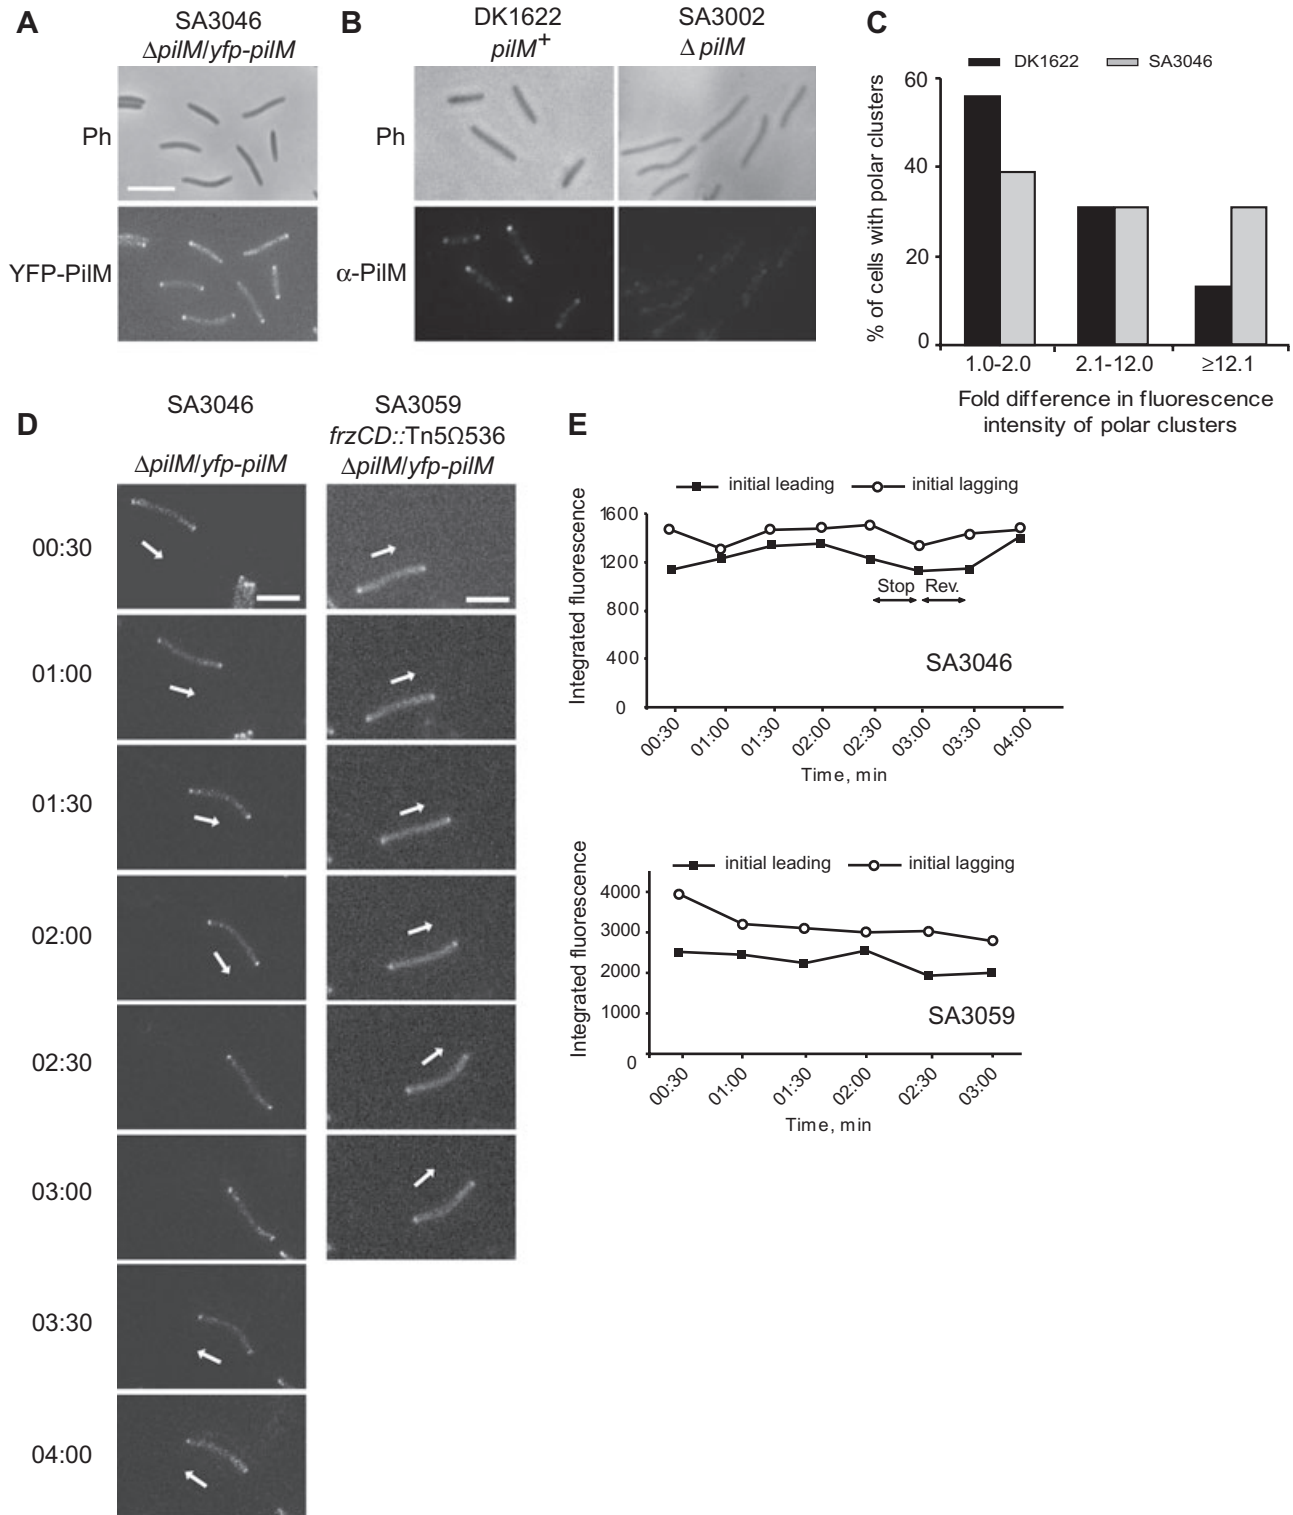 A
SA3046
ΔpilM/yfp-pilM
Ph
YFP-PilM
B
DK1622
pilM+
SA3002
Δ pilM
Ph
α-PilM
C
DK1622
SA3046
% of cells with polar clusters
60
40
20
0
1.0-2.0
2.1-12.0
≥12.1
Fold difference in fluorescence
intensity of polar clusters
D
SA3046
ΔpilM/yfp-pilM
SA3059
frzCD::Tn5Ω536
ΔpilM/yfp-pilM
00:30
01:00
01:30
02:00
02:30
03:00
03:30
04:00
E
initial leading
initial lagging
Integrated fluorescence
1600
1200
800
400
0
Stop
Rev.
SA3046
00:30
01:00
01:30
02:00
02:30
03:00
03:30
04:00
Time, min
initial leading
initial lagging
Integrated fluorescence
4000
3000
2000
1000
0
SA3059
00:30
01:00
01:30
02:00
02:30
03:00
Time, min